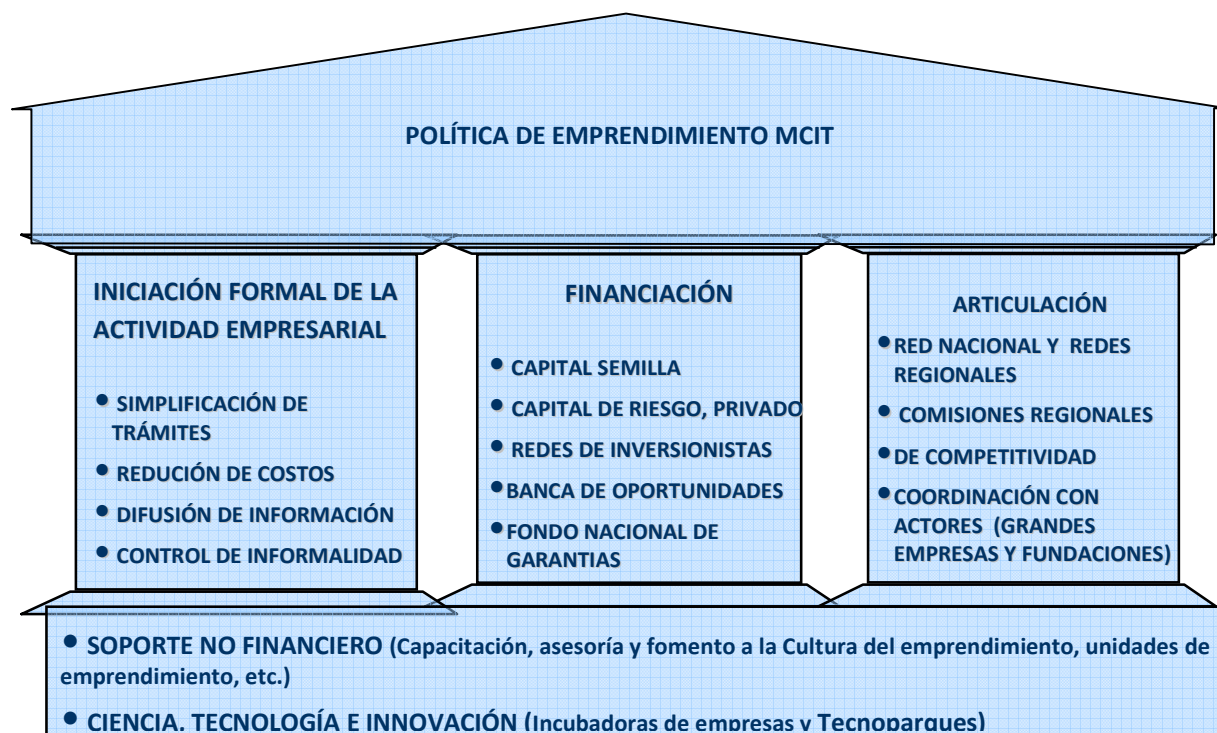 POLÍTICA DE EMPRENDIMIENTO MCIT
INICIACIÓN FORMAL DE LA
ACTIVIDAD EMPRESARIAL
• SIMPLIFICACIÓN DE
TRÁMITES
• REDUCIÓN DE COSTOS
• DIFUSIÓN DE INFORMACIÓN
• CONTROL DE INFORMALIDAD
FINANCIACIÓN
• CAPITAL SEMILLA
• CAPITAL DE RIESGO, PRIVADO
• REDES DE INVERSIONISTAS
• BANCA DE OPORTUNIDADES
• FONDO NACIONAL DE
GARANTIAS
ARTICULACIÓN
• RED NACIONAL Y REDES
REGIONALES
• COMISIONES REGIONALES
• DE COMPETITIVIDAD
• COORDINACIÓN CON
ACTORES (GRANDES
EMPRESAS Y FUNDACIONES)
• SOPORTE NO FINANCIERO (Capacitación, asesoría y fomento a la Cultura del emprendimiento, unidades de
emprendimiento, etc.)
• CIENCIA. TECNOLOGÍA E INNOVACIÓN (Incubadoras de empresas y Tecnoparques)